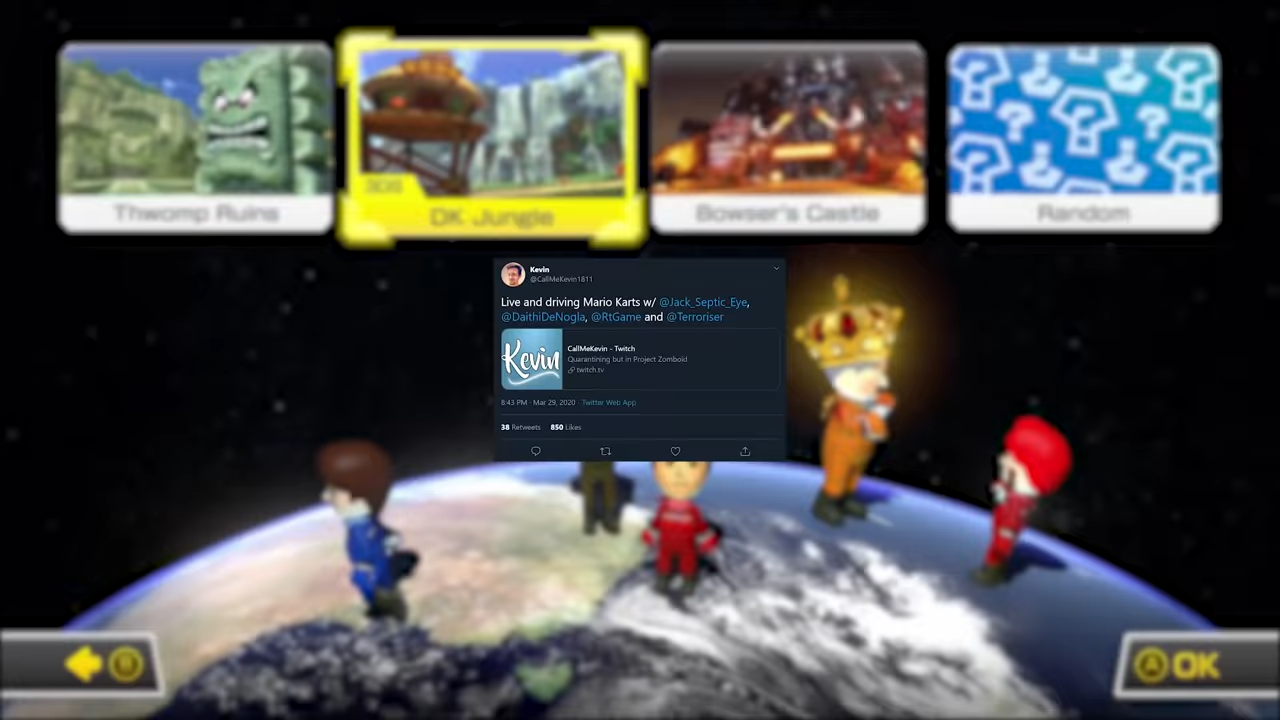 Thwomp Ruins
3DS
DK Jungle
Bowser's Castle
Random
Kevin
@CallMeKevin1811
Live and driving Mario Karts w/ @Jack_Septic_Eye,
@DaithiDeNogla, @RtGame and @Terroriser
Kevin
CallMeKevin - Twitch
Quarantining but in Project Zomboid
twitch.tv
8:43 PM · Mar 29, 2020 · Twitter Web App
38 Retweets 850 Likes
B
A OK